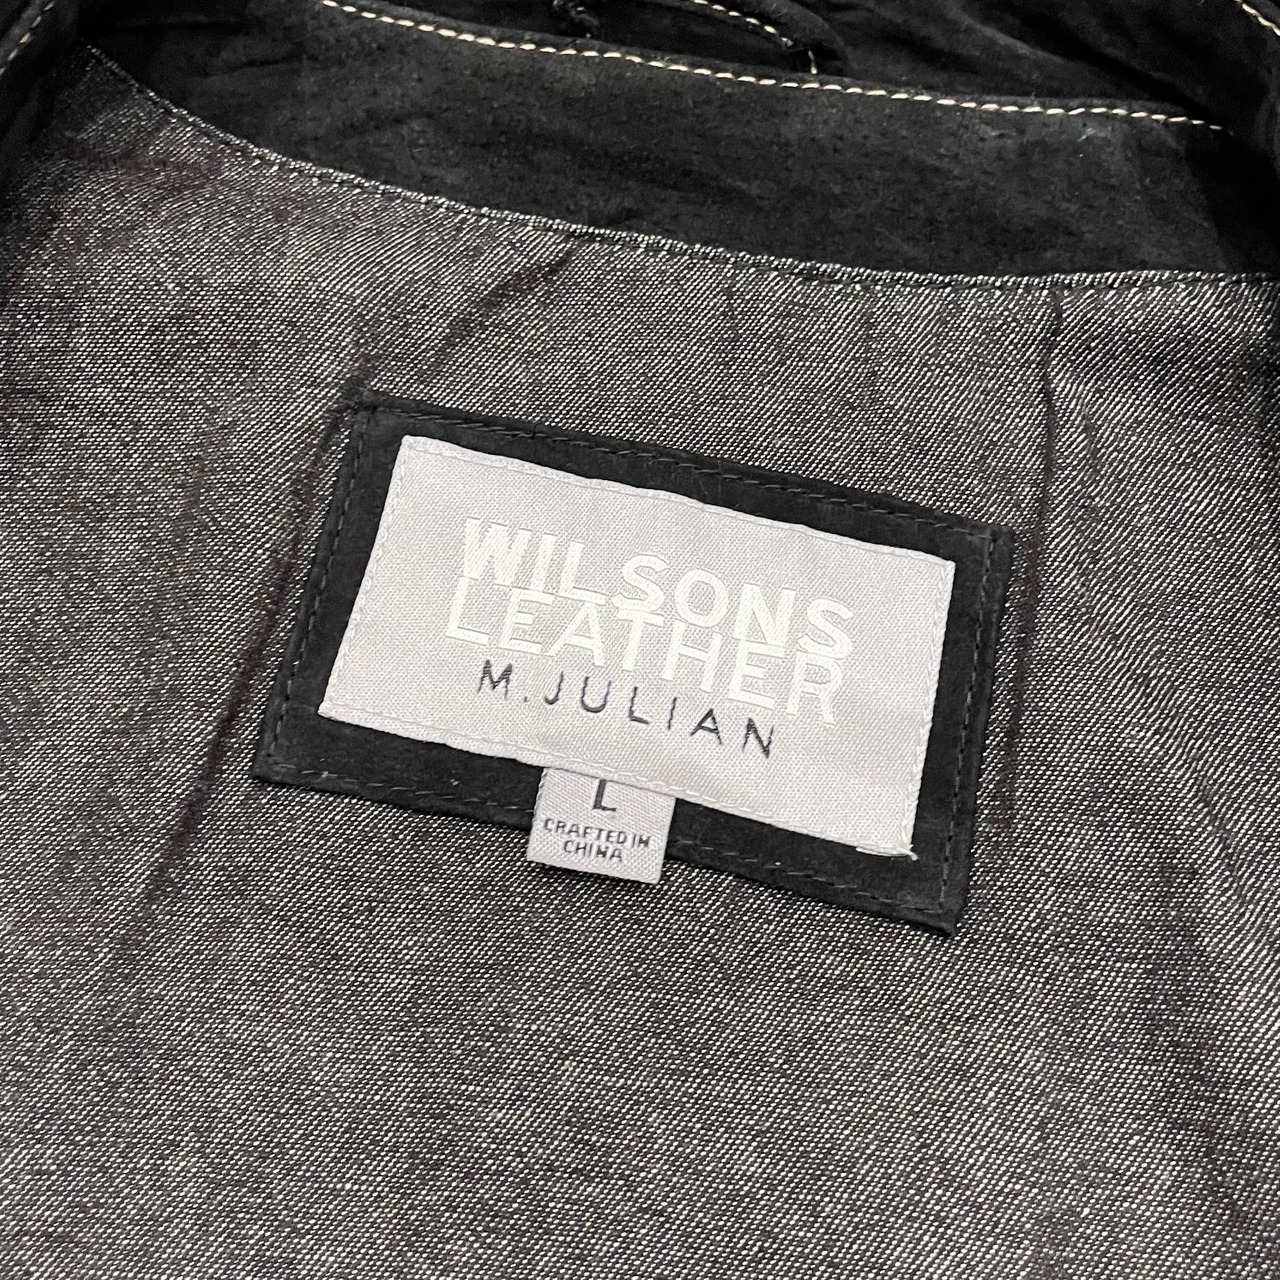 WILSONS
LEATHER
M.JULIAN
L
CRAFTED IN
CHINA